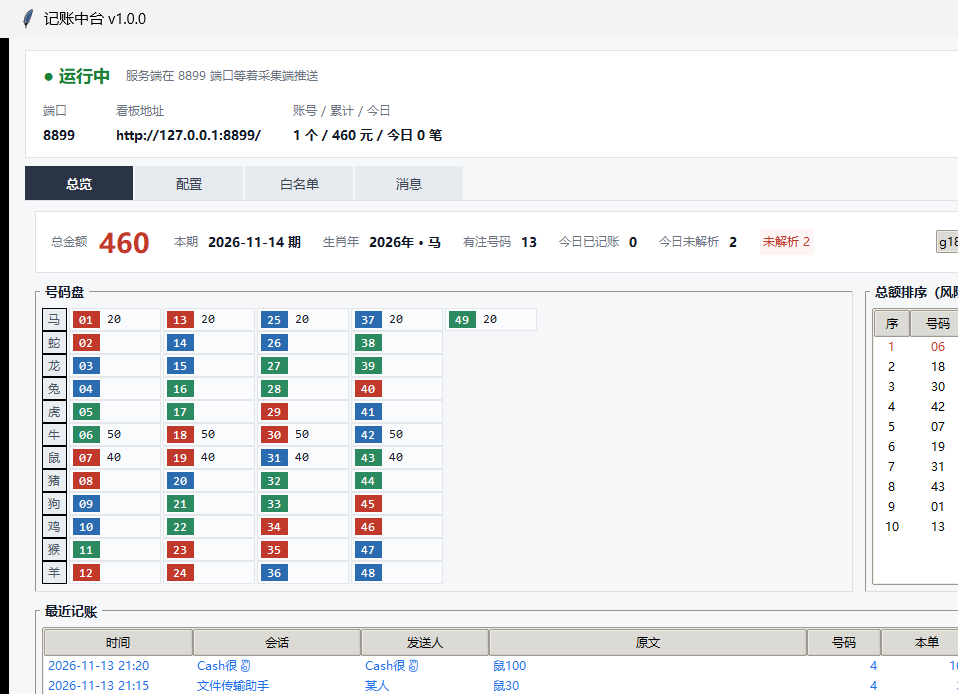 记账中台 v1.0.0
● 运行中 服务端在 8899 端口等着采集端推送
端口 看板地址 账号 / 累计 / 今日
8899 http://127.0.0.1:8899/ 1 个 / 460 元 / 今日 0 笔
总览 配置 白名单 消息
总金额 460 本期 2026-11-14 期 生肖年 2026年 • 马 有注号码 13 今日已记账 0 今日未解析 2 未解析 2 g18
号码盘 总额排序（风险
马 01 20 13 20 25 20 37 20 49 20
蛇 02 14 26 38
龙 03 15 27 39
兔 04 16 28 40
虎 05 17 29 41
牛 06 50 18 50 30 50 42 50
鼠 07 40 19 40 31 40 43 40
猪 08 20 32 44
狗 09 21 33 45
鸡 10 22 34 46
猴 11 23 35 47
羊 12 24 36 48
序 号码
1 06
2 18
3 30
4 42
5 07
6 19
7 31
8 43
9 01
10 13
最近记账
时间 会话 发送人 原文 号码 本单
2026-11-13 21:20 Cash很✌ Cash很✌ 鼠100 4 10
2026-11-13 21:15 文件传输助手 某人 鼠30 4